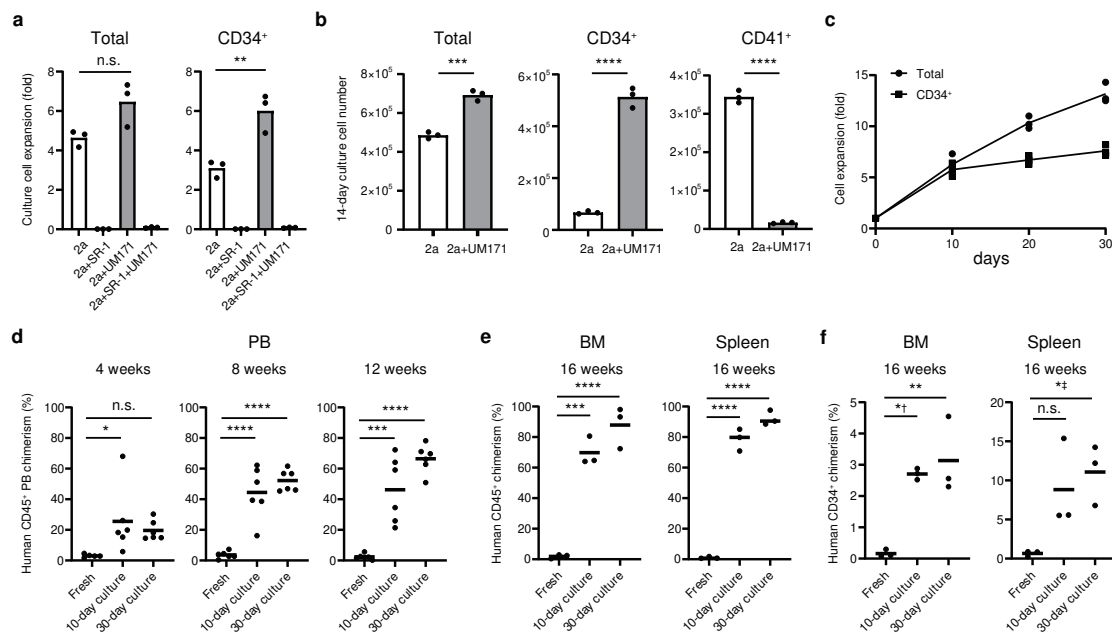 a
Total
CD34⁺
n.s.
**
Culture cell expansion (fold)
8
6
4
2
0
8
6
4
2
0
2a
2a+SR-1
2a+UM171
2a+SR-1+UM171
2a
2a+SR-1
2a+UM171
2a+SR-1+UM171
b
Total
CD34⁺
CD41⁺
***
****
****
14-day culture cell number
8×10⁵
6×10⁵
4×10⁵
2×10⁵
0
6×10⁵
4×10⁵
2×10⁵
0
4×10⁵
3×10⁵
2×10⁵
1×10⁵
0
2a
2a+UM171
2a
2a+UM171
2a
2a+UM171
c
Total
CD34⁺
Cell expansion (fold)
15
10
5
0
0
10
20
30
days
d
PB
4 weeks
8 weeks
12 weeks
n.s.
*
****
****
****
***
Human CD45⁺ PB chimerism (%)
100
80
60
40
20
0
100
80
60
40
20
0
100
80
60
40
20
0
Fresh
10-day culture
30-day culture
Fresh
10-day culture
30-day culture
Fresh
10-day culture
30-day culture
e
BM
Spleen
16 weeks
16 weeks
****
***
****
****
Human CD45⁺ chimerism (%)
100
80
60
40
20
0
100
80
60
40
20
0
Fresh
10-day culture
30-day culture
Fresh
10-day culture
30-day culture
f
BM
Spleen
16 weeks
16 weeks
**
*†
*‡
n.s.
Human CD34⁺ chimerism (%)
5
4
3
2
1
0
20
15
10
5
0
Fresh
10-day culture
30-day culture
Fresh
10-day culture
30-day culture